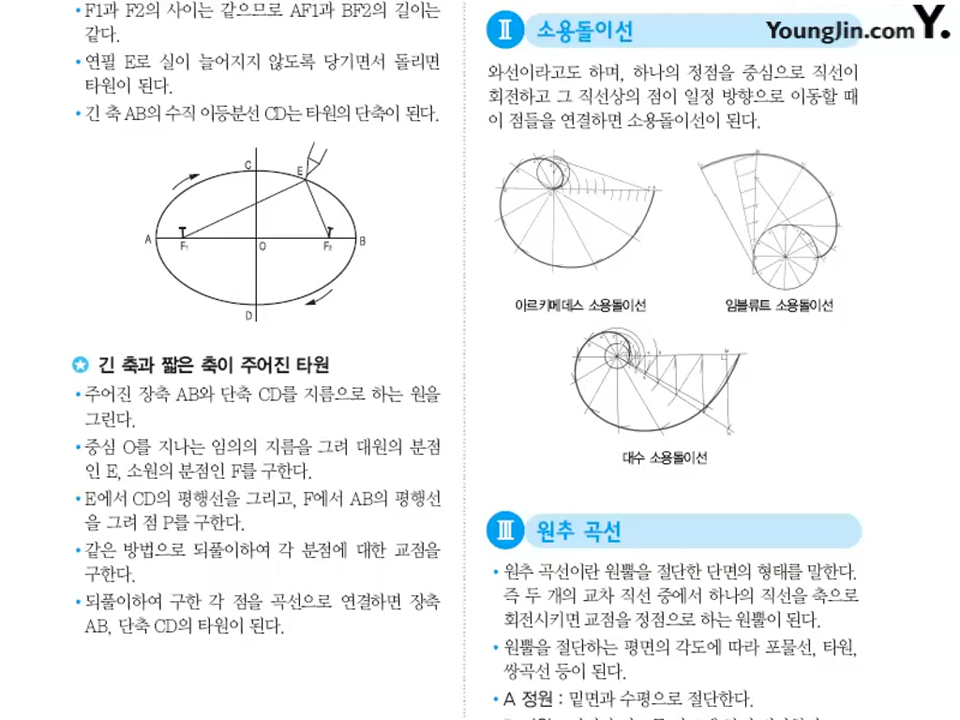 • F1과 F2의 사이는 같으므로 AF1과 BF2의 길이는
같다.
• 연필 E로 실이 늘어지지 않도록 당기면서 돌리면
타원이 된다.
• 긴 축 AB의 수직 이등분선 CD는 타원의 단축이 된다.
C
E
A
F1
O
F2
B
D
긴 축과 짧은 축이 주어진 타원
• 주어진 장축 AB와 단축 CD를 지름으로 하는 원을
그린다.
• 중심 O를 지나는 임의의 지름을 그려 대원의 분점
인 E, 소원의 분점인 F를 구한다.
• E에서 CD의 평행선을 그리고, F에서 AB의 평행선
을 그려 점 P를 구한다.
• 같은 방법으로 되풀이하여 각 분점에 대한 교점을
구한다.
• 되풀이하여 구한 각 점을 곡선으로 연결하면 장축
AB, 단축 CD의 타원이 된다.
Ⅱ 소용돌이선
YoungJin.com Y.
와선이라고도 하며, 하나의 정점을 중심으로 직선이
회전하고 그 직선상의 점이 일정 방향으로 이동할 때
이 점들을 연결하면 소용돌이선이 된다.
아르키메데스 소용돌이선
임블류트 소용돌이선
대수 소용돌이선
Ⅲ 원추 곡선
• 원추 곡선이란 원뿔을 절단한 단면의 형태를 말한다.
즉 두 개의 교차 직선 중에서 하나의 직선을 축으로
회전시키면 교점을 정점으로 하는 원뿔이 된다.
• 원뿔을 절단하는 평면의 각도에 따라 포물선, 타원,
쌍곡선 등이 된다.
• A 정원 : 밑면과 수평으로 절단한다.